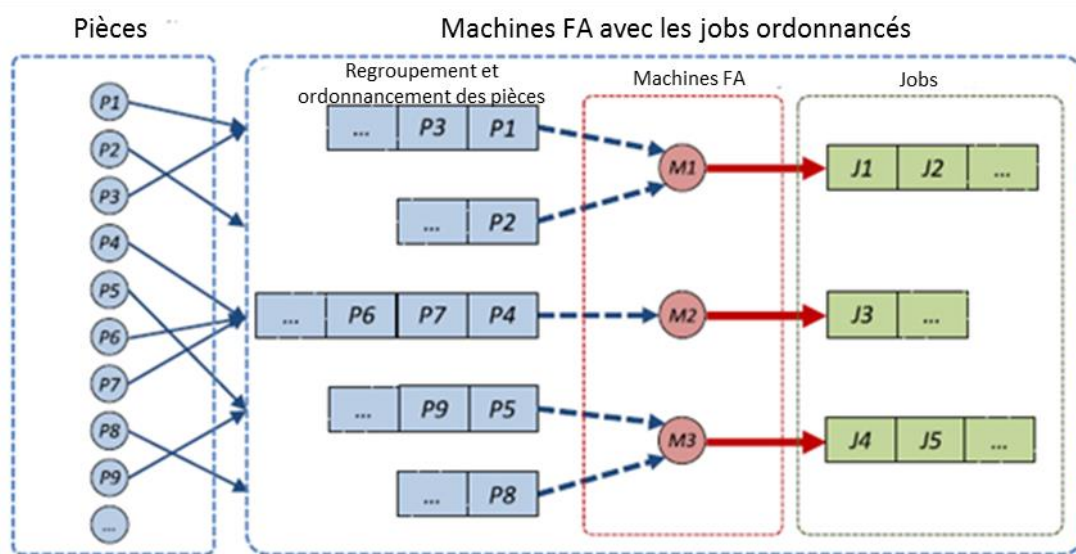 Pièces
Machines FA avec les jobs ordonnancés
Regroupement et
ordonnancement des pièces
Machines FA
Jobs
P1
P2
P3
P4
P5
P6
P7
P8
P9
...
... P3 P1
... P2
... P6 P7 P4
... P9 P5
... P8
M1
M2
M3
J1 J2 ...
J3 ...
J4 J5 ...